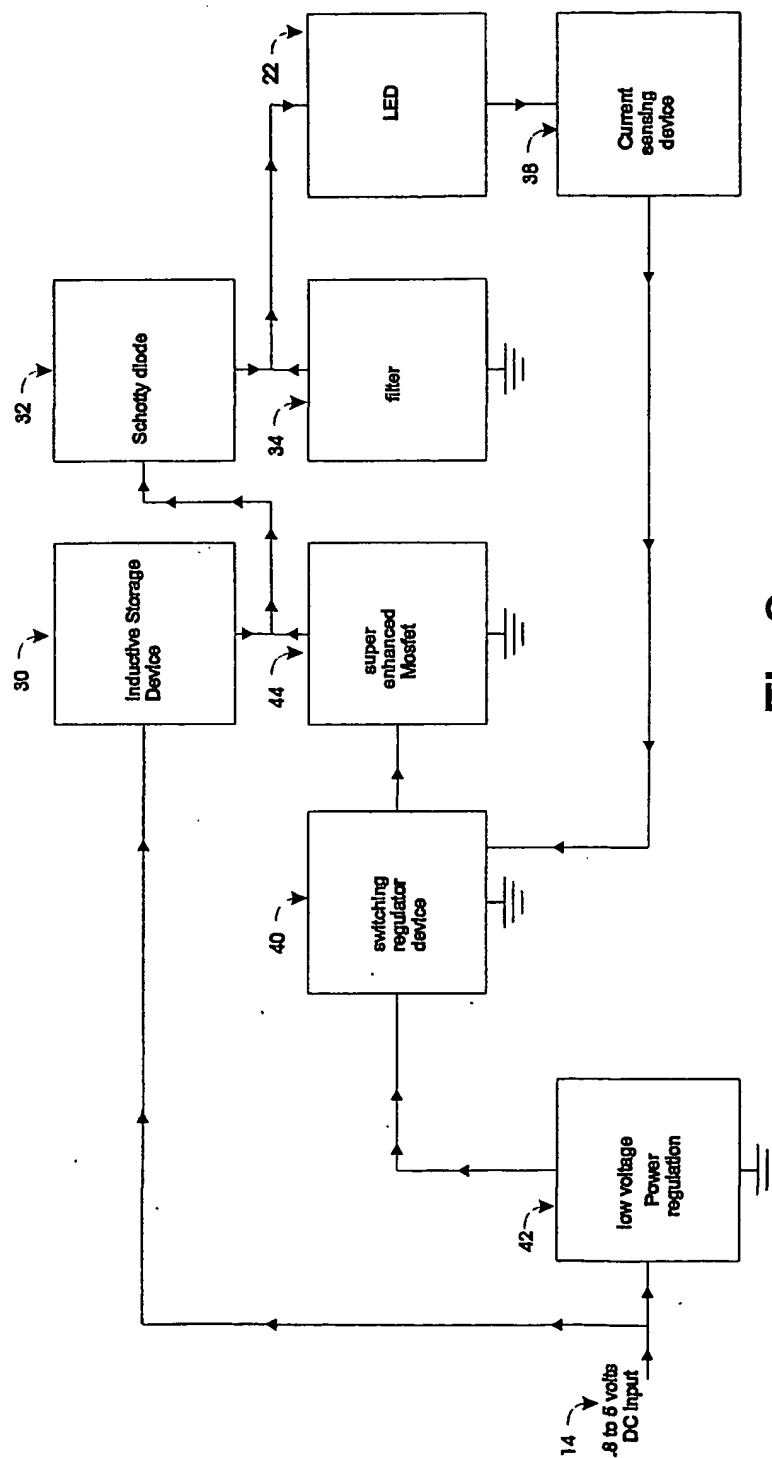 14
.8 to 5 volts
DC Input
42
low voltage
Power
regulation
40
switching
regulator
device
30
Inductive Storage
Device
44
super
enhanced
Mosfet
32
Schotty diode
34
filter
22
LED
38
Current
sensing
device